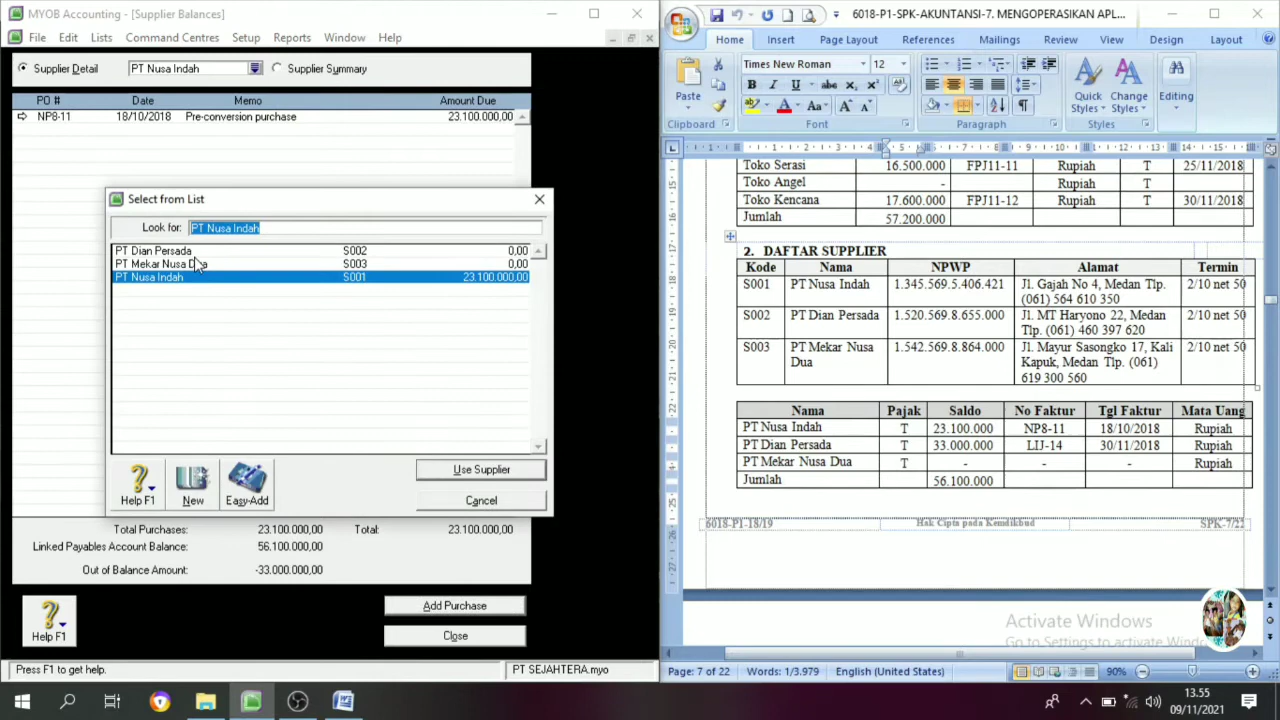 MYOB Accounting - [Supplier Balances]
File Edit Lists Command Centres Setup Reports Window Help
Supplier Detail PT Nusa Indah Supplier Summary
PO # Date Memo Amount Due
NP8-11 18/10/2018 Pre-conversion purchase 23.100.000,00
Select from List
Look for: PT Nusa Indah
PT Dian Persada S002 0,00
PT Mekar Nusa Dua S003 0,00
PT Nusa Indah S001 23.100.000,00
Help F1 New Easy-Add
Use Supplier
Cancel
Total Purchases: 23.100.000,00 Total: 23.100.000,00
Linked Payables Account Balance: 56.100.000,00
Out of Balance Amount: -33.000.000,00
Help F1
Add Purchase
Close
Press F1 to get help. PT SEJAHTERA.myo
6018-P1-SPK-AKUNTANSI-7. MENGOPERASIKAN APL...
Home Insert Page Layout References Mailings Review View Design Layout
Times New Roman 12
Paste
Quick Styles
Change Styles
Editing
Clipboard Font Paragraph Styles
Toko Serasi 16.500.000 FPJ11-11 Rupiah T 25/11/2018
Toko Angel - Rupiah T
Toko Kencana 17.600.000 FPJ11-12 Rupiah T 30/11/2018
Jumlah 57.200.000
2. DAFTAR SUPPLIER
Kode Nama NPWP Alamat Termin
S001 PT Nusa Indah 1.345.569.5.406.421 Jl. Gajah No 4, Medan Tlp. 2/10 net 50
(061) 564 610 350
S002 PT Dian Persada 1.520.569.8.655.000 Jl. MT Haryono 22, Medan 2/10 net 50
Tlp. (061) 460 397 620
S003 PT Mekar Nusa 1.542.569.8.864.000 Jl. Mayur Sasongko 17, Kali 2/10 net 50
Dua Kapuk, Medan Tlp. (061)
619 300 560
Nama Pajak Saldo No Faktur Tgl Faktur Mata Uang
PT Nusa Indah T 23.100.000 NP8-11 18/10/2018 Rupiah
PT Dian Persada T 33.000.000 LIJ-14 30/11/2018 Rupiah
PT Mekar Nusa Dua T - - - Rupiah
Jumlah 56.100.000
6018-P1-18/19 Hak Cipta pada Kemdikbud SPK-7/22
Activate Windows
Go to Settings to activate Windows
Page: 7 of 22 Words: 1/3.979 English (United States) 90%
13.55
09/11/2021